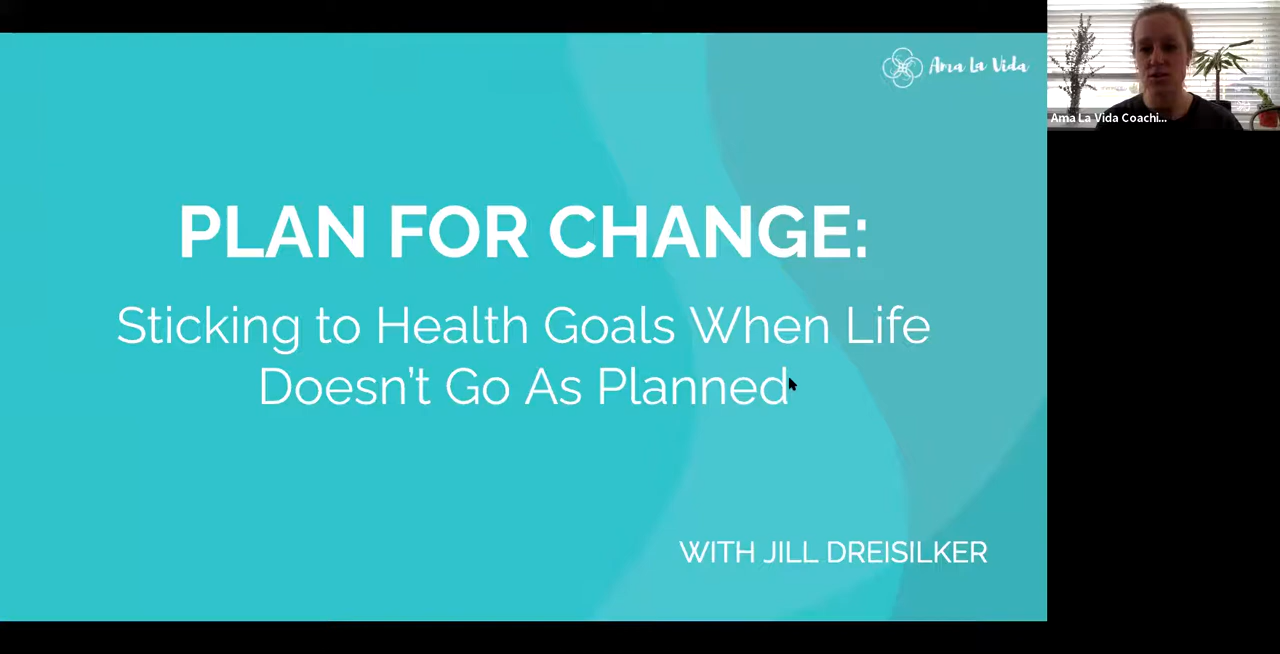 Ama La Vida
Ama La Vida Coachi...
PLAN FOR CHANGE:
Sticking to Health Goals When Life
Doesn’t Go As Planned
WITH JILL DREISILKER